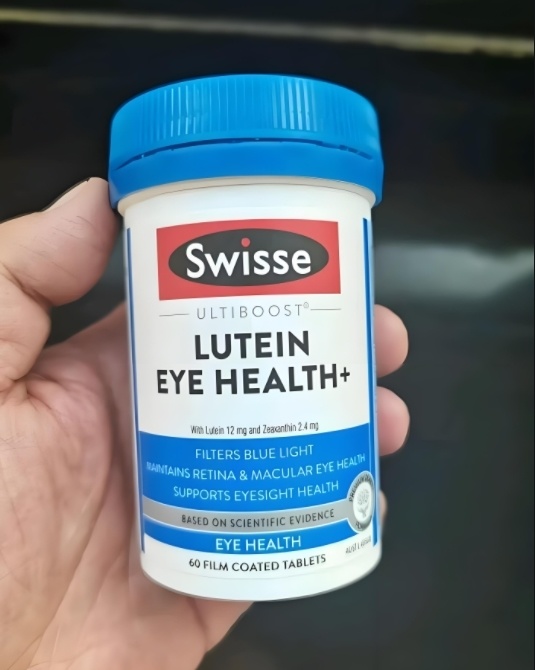 Swisse
ULTIBOOST®
LUTEIN
EYE HEALTH+
With Lutein 12 mg and Zeaxanthin 2.4 mg
FILTERS BLUE LIGHT
MAINTAINS RETINA & MACULAR EYE HEALTH
SUPPORTS EYESIGHT HEALTH
BASED ON SCIENTIFIC EVIDENCE
EYE HEALTH
60 FILM COATED TABLETS